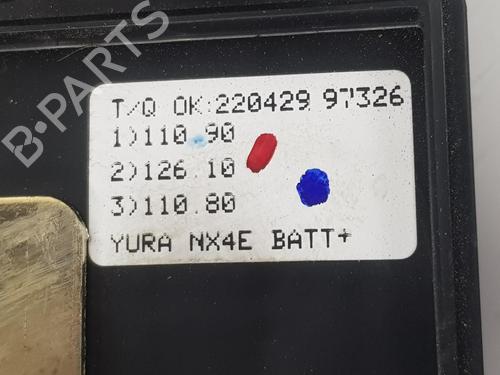 B-PARTS
T/Q OK:220429 97326
1)110.90
2)126.10
3)110.80
YURA NX4E BATT+